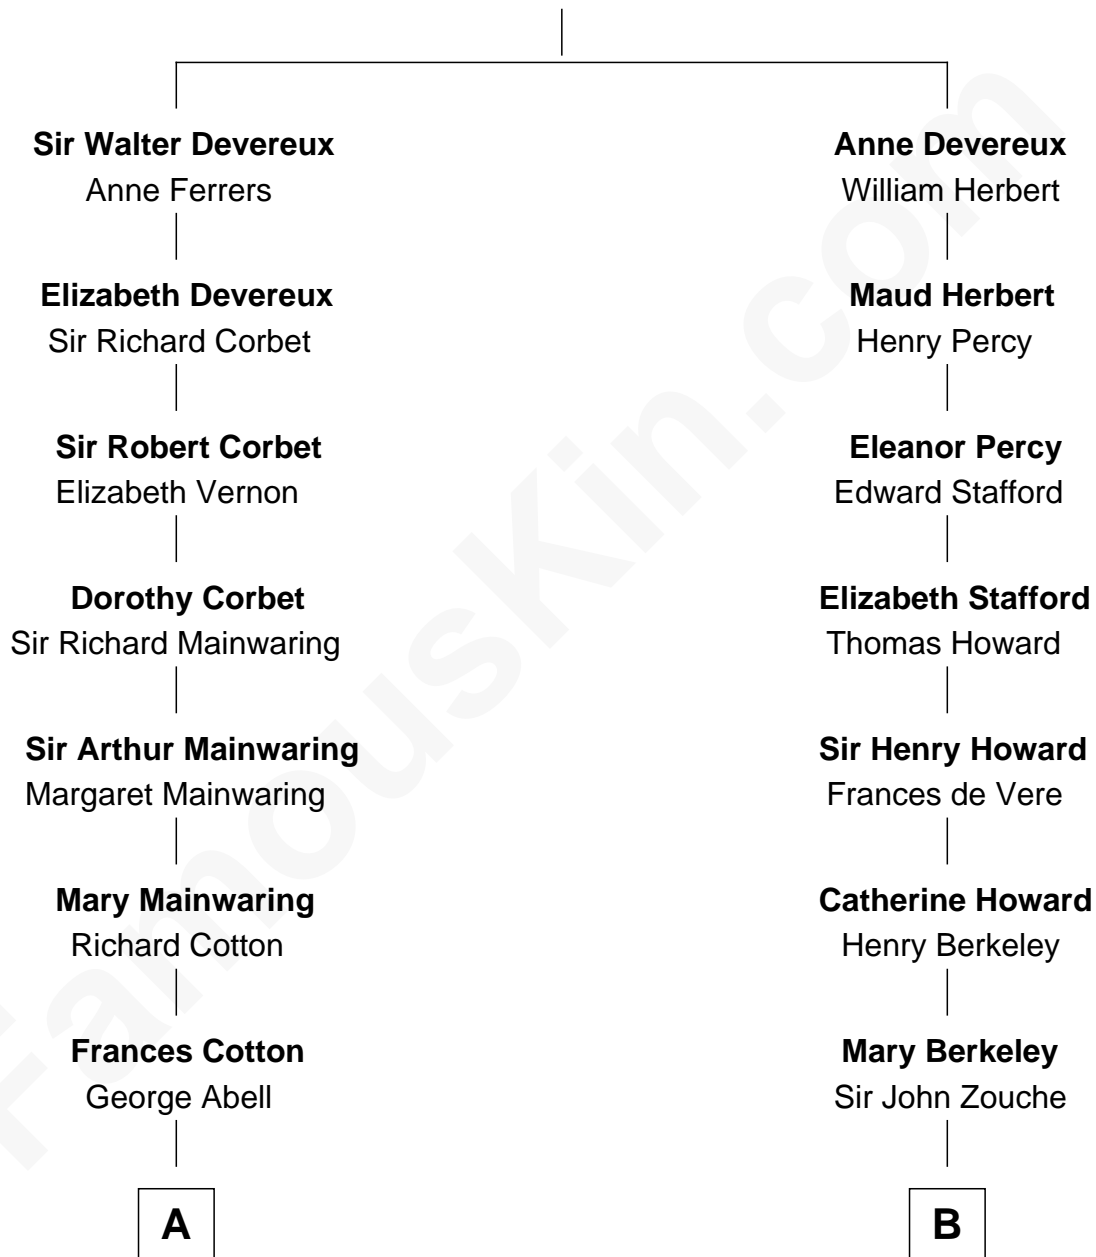 Sir Walter Devereux
Anne Ferrers
Elizabeth Devereux
Sir Richard Corbet
Sir Robert Corbet
Elizabeth Vernon
Dorothy Corbet
Sir Richard Mainwaring
Sir Arthur Mainwaring
Margaret Mainwaring
Mary Mainwaring
Richard Cotton
Frances Cotton
George Abell
A
Anne Devereux
William Herbert
Maud Herbert
Henry Percy
Eleanor Percy
Edward Stafford
Elizabeth Stafford
Thomas Howard
Sir Henry Howard
Frances de Vere
Catherine Howard
Henry Berkeley
Mary Berkeley
Sir John Zouche
B
FamousKin.com